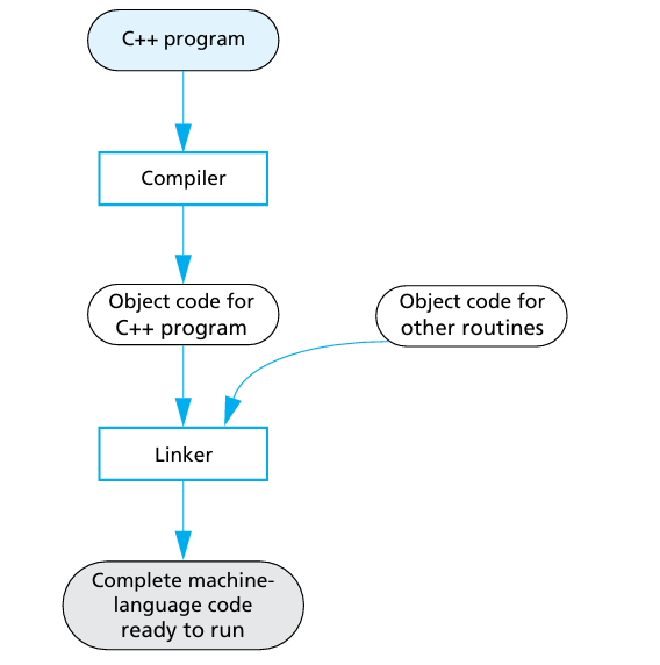 C++ program
Compiler
Object code for
C++ program
Object code for
other routines
Linker
Complete machine-
language code
ready to run